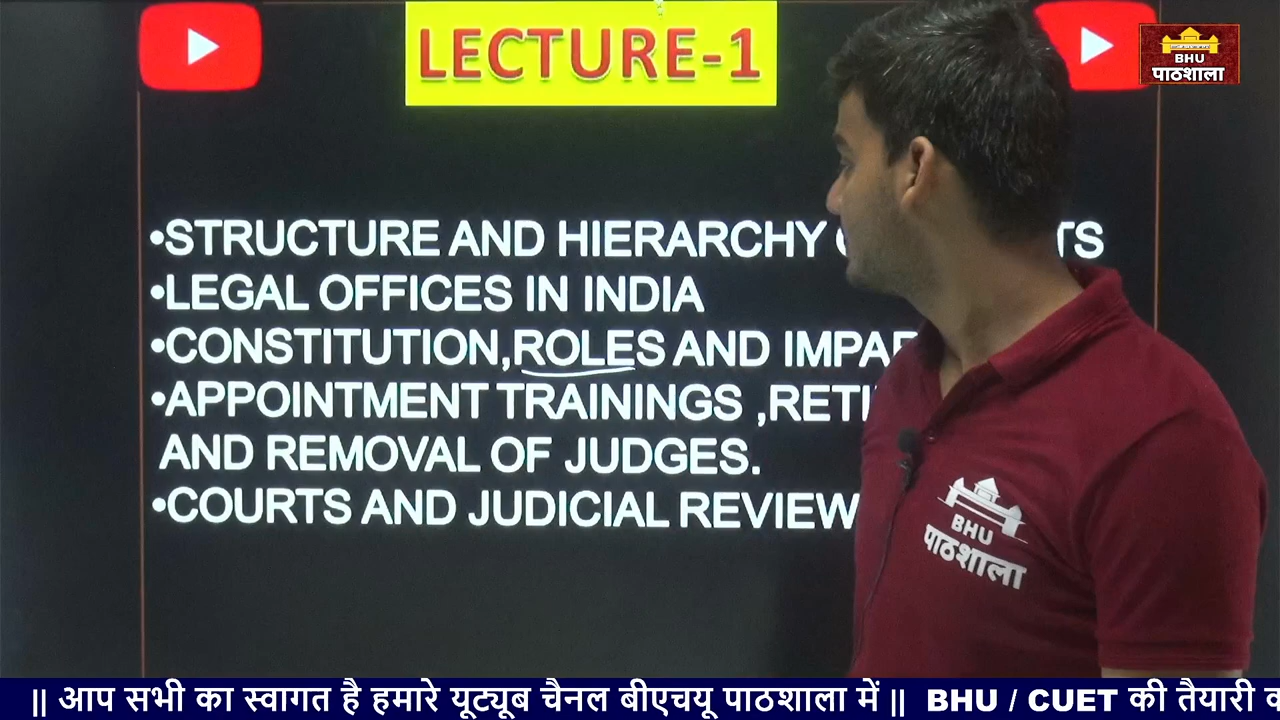 LECTURE-1
BHU
पाठशाला
•STRUCTURE AND HIERARCHY
•LEGAL OFFICES IN INDIA
•CONSTITUTION,ROLES AND
•APPOINTMENT TRAININGS ,
AND REMOVAL OF JUDGES.
•COURTS AND JUDICIAL REVIEW
BHU
पाठशाला
|| आप सभी का स्वागत है हमारे यूट्यूब चैनल बीएचयू पाठशाला में || BHU / CUET की तैयारी